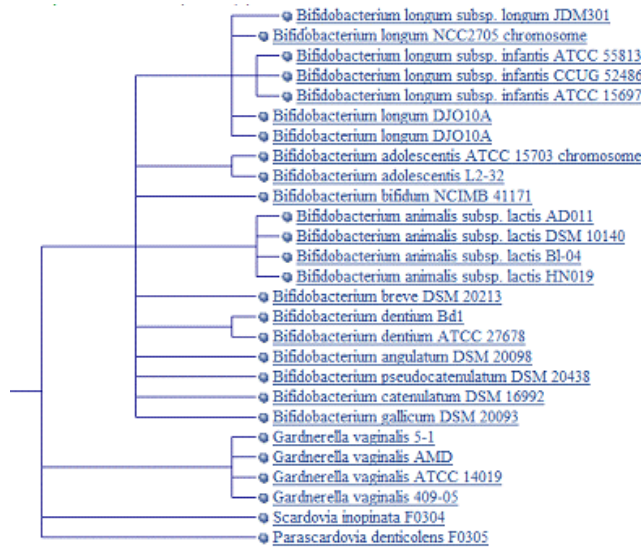 Bifidobacterium longum subsp. longum JDM301
Bifidobacterium longum NCC2705 chromosome
Bifidobacterium longum subsp. infantis ATCC 55813
Bifidobacterium longum subsp. infantis CCUG 52486
Bifidobacterium longum subsp. infantis ATCC 15697
Bifidobacterium longum DJO10A
Bifidobacterium longum DJO10A
Bifidobacterium adolescentis ATCC 15703 chromosome
Bifidobacterium adolescentis L2-32
Bifidobacterium bifidum NCIMB 41171
Bifidobacterium animalis subsp. lactis AD011
Bifidobacterium animalis subsp. lactis DSM 10140
Bifidobacterium animalis subsp. lactis Bl-04
Bifidobacterium animalis subsp. lactis HN019
Bifidobacterium breve DSM 20213
Bifidobacterium dentium Bd1
Bifidobacterium dentium ATCC 27678
Bifidobacterium angulatum DSM 20098
Bifidobacterium pseudocatenulatum DSM 20438
Bifidobacterium catenulatum DSM 16992
Bifidobacterium gallicum DSM 20093
Gardnerella vaginalis 5-1
Gardnerella vaginalis AMD
Gardnerella vaginalis ATCC 14019
Gardnerella vaginalis 409-05
Scardovia inopinata F0304
Parascardovia denticolens F0305